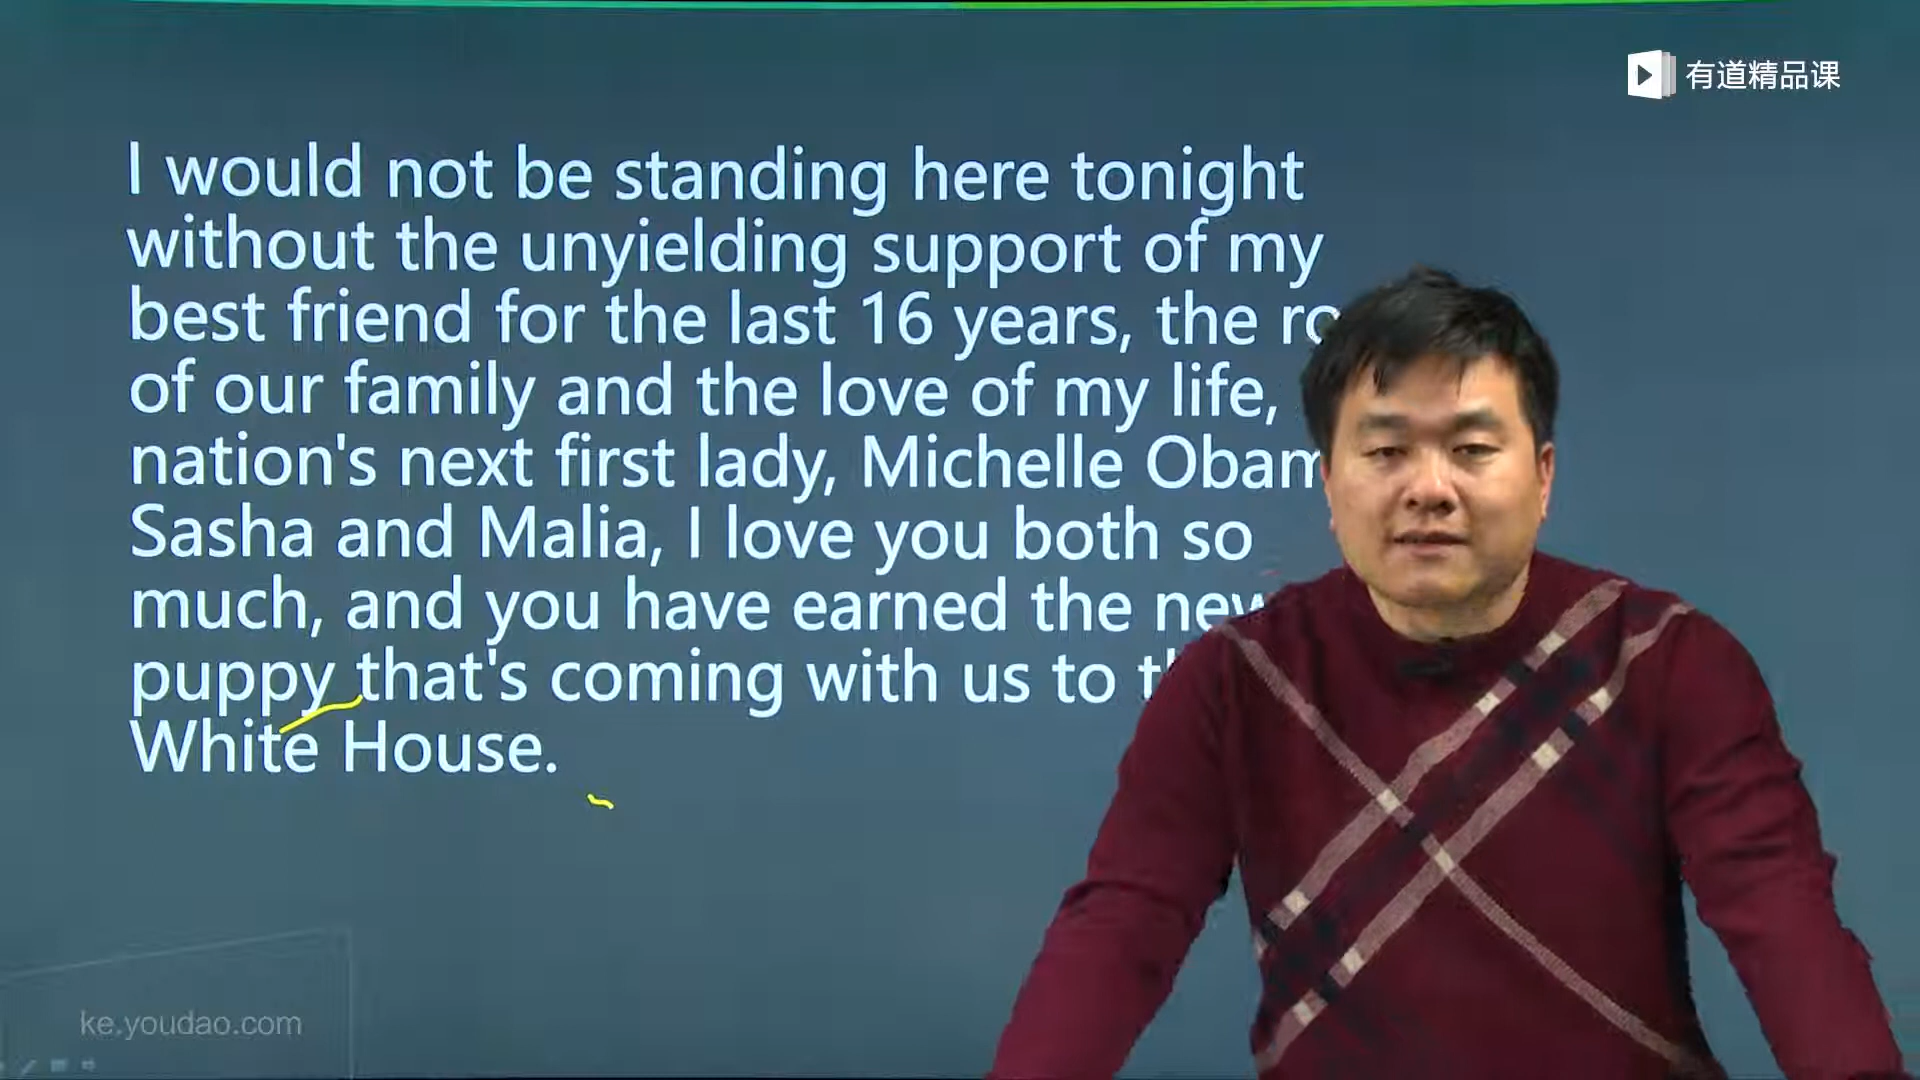 有道精品课
I would not be standing here tonight
without the unyielding support of my
best friend for the last 16 years, the
of our family and the love of my life,
nation's next first lady, Michelle
Sasha and Malia, I love you both so
much, and you have earned the new
puppy that's coming with us to
White House.
ke.youdao.com